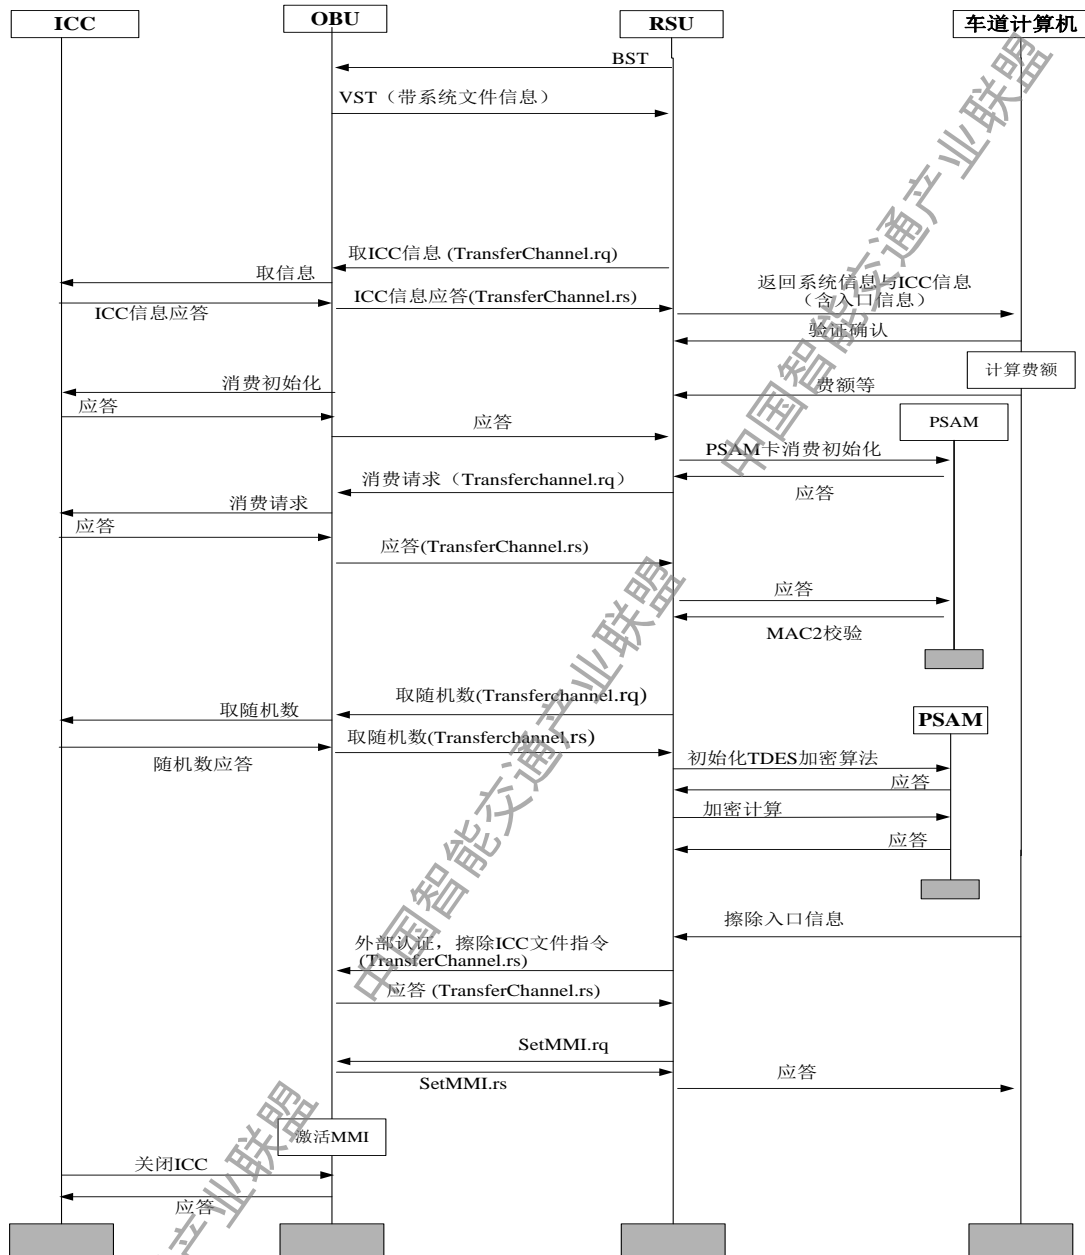 ICC
OBU
RSU
车道计算机
BST
VST（带系统文件信息）
取ICC信息 (TransferChannel.rq)
取信息
ICC信息应答(TransferChannel.rs)
返回系统信息与ICC信息
（含入口信息）
ICC信息应答
验证确认
计算费额
消费初始化
费额等
应答
应答
PSAM
PSAM卡消费初始化
消费请求（Transferchannel.rq）
应答
消费请求
应答
应答(TransferChannel.rs)
应答
MAC2校验
取随机数(Transferchannel.rq)
取随机数
PSAM
取随机数(Transferchannel.rs)
随机数应答
初始化TDES加密算法
应答
加密计算
应答
擦除入口信息
外部认证，擦除ICC文件指令
(TransferChannel.rs)
应答 (TransferChannel.rs)
SetMMI.rq
SetMMI.rs
应答
激活MMI
关闭ICC
应答
中国智能交通产业联盟
中国智能交通产业联盟
产业联盟